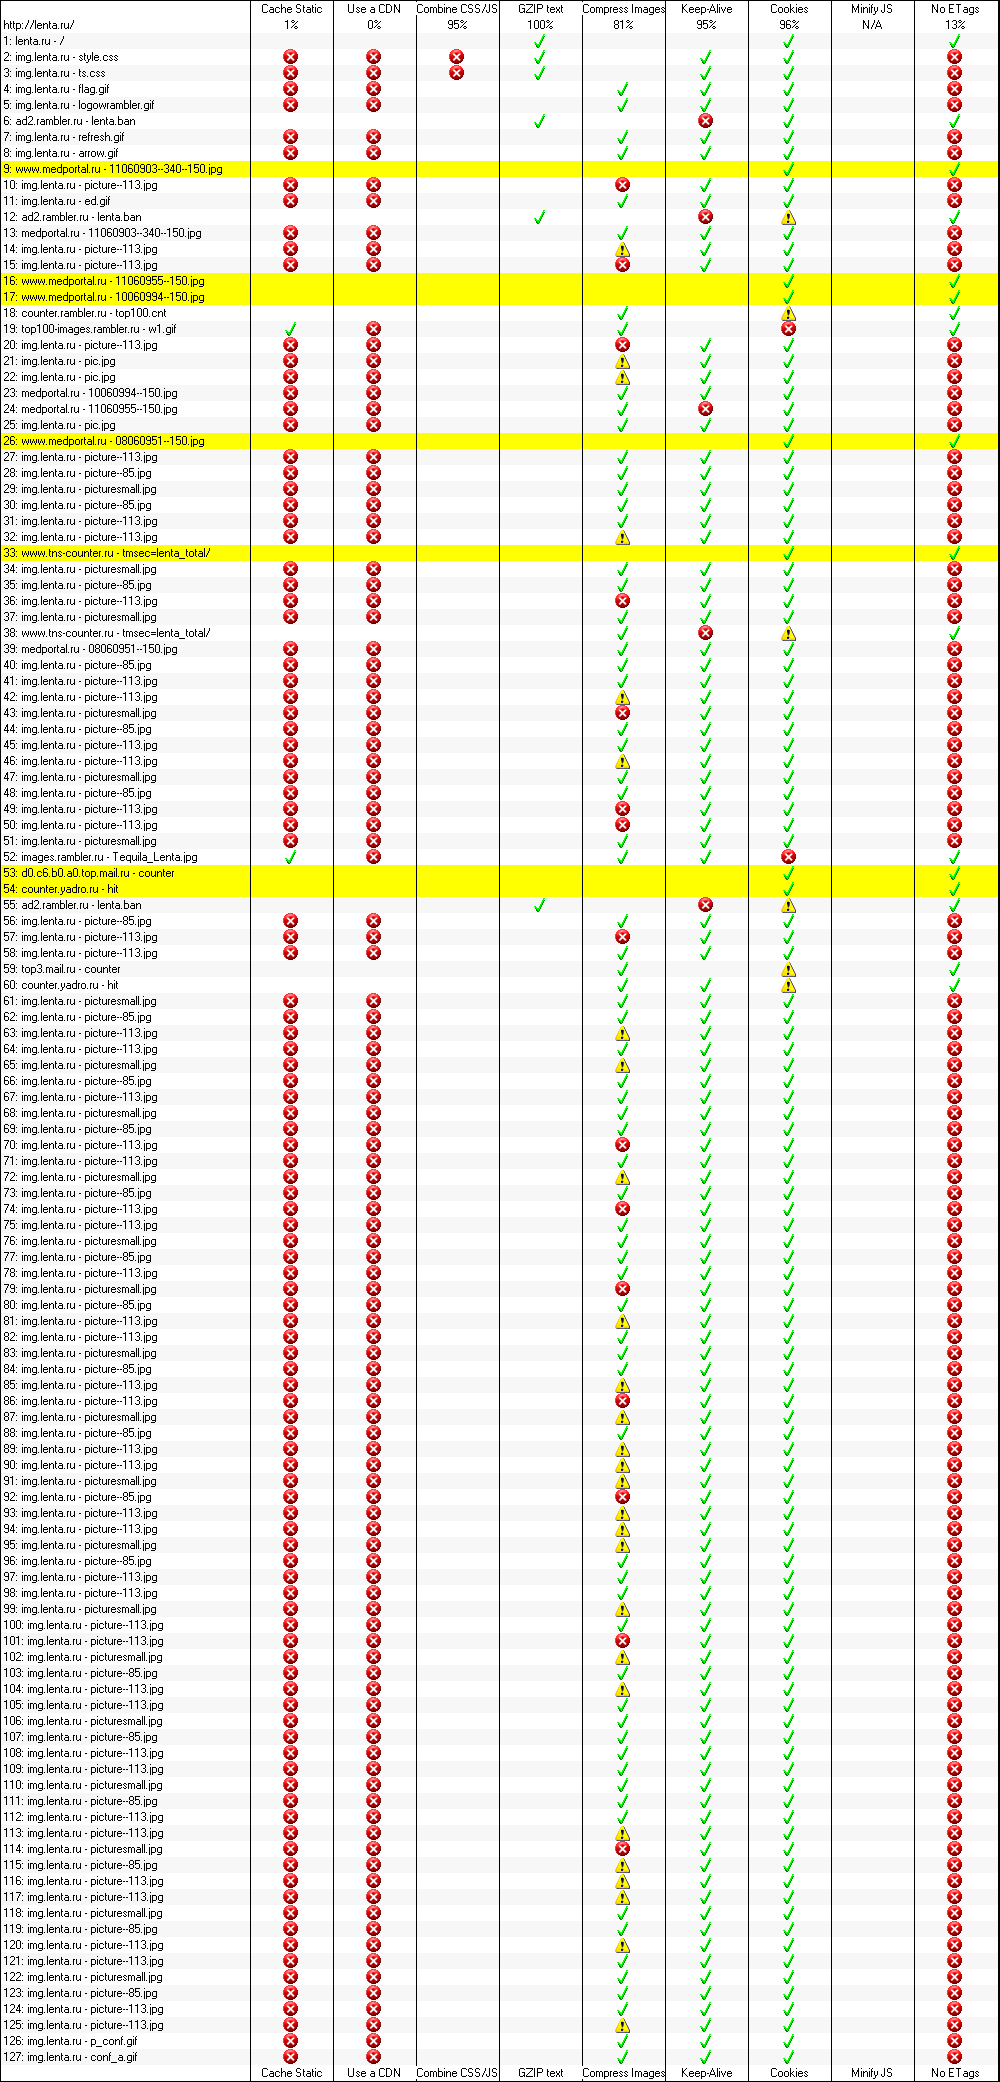 Cache Static Use a CDN Combine CSS/JS GZIP text Compress Images Keep-Alive Cookies Minify JS No ETags
http://lenta.ru/ 1% 0% 95% 100% 81% 95% 96% N/A 13%
1: lenta.ru - /
2: img.lenta.ru - style.css
3: img.lenta.ru - ts.css
4: img.lenta.ru - flag.gif
5: img.lenta.ru - logowrambler.gif
6: ad2.rambler.ru - lenta.ban
7: img.lenta.ru - refresh.gif
8: img.lenta.ru - arrow.gif
9: www.medportal.ru - 11060903--340--150.jpg
10: img.lenta.ru - picture--113.jpg
11: img.lenta.ru - ed.gif
12: ad2.rambler.ru - lenta.ban
13: medportal.ru - 11060903--340--150.jpg
14: img.lenta.ru - picture--113.jpg
15: img.lenta.ru - picture--113.jpg
16: www.medportal.ru - 11060955--150.jpg
17: www.medportal.ru - 10060994--150.jpg
18: counter.rambler.ru - top100.cnt
19: top100-images.rambler.ru - w1.gif
20: img.lenta.ru - picture--113.jpg
21: img.lenta.ru - pic.jpg
22: img.lenta.ru - pic.jpg
23: medportal.ru - 10060994--150.jpg
24: medportal.ru - 11060955--150.jpg
25: img.lenta.ru - pic.jpg
26: www.medportal.ru - 08060951--150.jpg
27: img.lenta.ru - picture--113.jpg
28: img.lenta.ru - picture--85.jpg
29: img.lenta.ru - picturesmall.jpg
30: img.lenta.ru - picture--85.jpg
31: img.lenta.ru - picture--113.jpg
32: img.lenta.ru - picture--113.jpg
33: www.tns-counter.ru - tmsec=lenta_total/
34: img.lenta.ru - picturesmall.jpg
35: img.lenta.ru - picture--85.jpg
36: img.lenta.ru - picture--113.jpg
37: img.lenta.ru - picturesmall.jpg
38: www.tns-counter.ru - tmsec=lenta_total/
39: medportal.ru - 08060951--150.jpg
40: img.lenta.ru - picture--85.jpg
41: img.lenta.ru - picture--113.jpg
42: img.lenta.ru - picture--113.jpg
43: img.lenta.ru - picturesmall.jpg
44: img.lenta.ru - picture--85.jpg
45: img.lenta.ru - picture--113.jpg
46: img.lenta.ru - picture--113.jpg
47: img.lenta.ru - picturesmall.jpg
48: img.lenta.ru - picture--85.jpg
49: img.lenta.ru - picture--113.jpg
50: img.lenta.ru - picture--113.jpg
51: img.lenta.ru - picturesmall.jpg
52: images.rambler.ru - Tequila_Lenta.jpg
53: d0.c6.b0.a0.top.mail.ru - counter
54: counter.yadro.ru - hit
55: ad2.rambler.ru - lenta.ban
56: img.lenta.ru - picture--85.jpg
57: img.lenta.ru - picture--113.jpg
58: img.lenta.ru - picture--113.jpg
59: top3.mail.ru - counter
60: counter.yadro.ru - hit
61: img.lenta.ru - picturesmall.jpg
62: img.lenta.ru - picture--85.jpg
63: img.lenta.ru - picture--113.jpg
64: img.lenta.ru - picture--113.jpg
65: img.lenta.ru - picturesmall.jpg
66: img.lenta.ru - picture--85.jpg
67: img.lenta.ru - picture--113.jpg
68: img.lenta.ru - picturesmall.jpg
69: img.lenta.ru - picture--85.jpg
70: img.lenta.ru - picture--113.jpg
71: img.lenta.ru - picture--113.jpg
72: img.lenta.ru - picturesmall.jpg
73: img.lenta.ru - picture--85.jpg
74: img.lenta.ru - picture--113.jpg
75: img.lenta.ru - picture--113.jpg
76: img.lenta.ru - picturesmall.jpg
77: img.lenta.ru - picture--85.jpg
78: img.lenta.ru - picture--113.jpg
79: img.lenta.ru - picturesmall.jpg
80: img.lenta.ru - picture--85.jpg
81: img.lenta.ru - picture--113.jpg
82: img.lenta.ru - picture--113.jpg
83: img.lenta.ru - picturesmall.jpg
84: img.lenta.ru - picture--85.jpg
85: img.lenta.ru - picture--113.jpg
86: img.lenta.ru - picture--113.jpg
87: img.lenta.ru - picturesmall.jpg
88: img.lenta.ru - picture--85.jpg
89: img.lenta.ru - picture--113.jpg
90: img.lenta.ru - picture--113.jpg
91: img.lenta.ru - picturesmall.jpg
92: img.lenta.ru - picture--85.jpg
93: img.lenta.ru - picture--113.jpg
94: img.lenta.ru - picture--113.jpg
95: img.lenta.ru - picturesmall.jpg
96: img.lenta.ru - picture--85.jpg
97: img.lenta.ru - picture--113.jpg
98: img.lenta.ru - picture--113.jpg
99: img.lenta.ru - picturesmall.jpg
100: img.lenta.ru - picture--113.jpg
101: img.lenta.ru - picture--113.jpg
102: img.lenta.ru - picturesmall.jpg
103: img.lenta.ru - picture--85.jpg
104: img.lenta.ru - picture--113.jpg
105: img.lenta.ru - picture--113.jpg
106: img.lenta.ru - picturesmall.jpg
107: img.lenta.ru - picture--85.jpg
108: img.lenta.ru - picture--113.jpg
109: img.lenta.ru - picture--113.jpg
110: img.lenta.ru - picturesmall.jpg
111: img.lenta.ru - picture--85.jpg
112: img.lenta.ru - picture--113.jpg
113: img.lenta.ru - picture--113.jpg
114: img.lenta.ru - picturesmall.jpg
115: img.lenta.ru - picture--85.jpg
116: img.lenta.ru - picture--113.jpg
117: img.lenta.ru - picture--113.jpg
118: img.lenta.ru - picturesmall.jpg
119: img.lenta.ru - picture--85.jpg
120: img.lenta.ru - picture--113.jpg
121: img.lenta.ru - picture--113.jpg
122: img.lenta.ru - picturesmall.jpg
123: img.lenta.ru - picture--85.jpg
124: img.lenta.ru - picture--113.jpg
125: img.lenta.ru - picture--113.jpg
126: img.lenta.ru - p_conf.gif
127: img.lenta.ru - conf_a.gif
Cache Static Use a CDN Combine CSS/JS GZIP text Compress Images Keep-Alive Cookies Minify JS No ETags